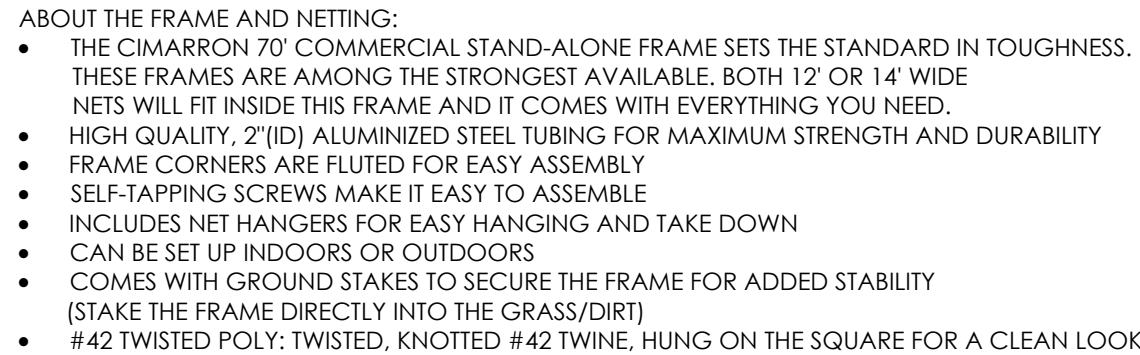 ABOUT THE FRAME AND NETTING:
• THE CIMARRON 70' COMMERCIAL STAND-ALONE FRAME SETS THE STANDARD IN TOUGHNESS.
THESE FRAMES ARE AMONG THE STRONGEST AVAILABLE. BOTH 12' OR 14' WIDE
NETS WILL FIT INSIDE THIS FRAME AND IT COMES WITH EVERYTHING YOU NEED.
• HIGH QUALITY, 2"(ID) ALUMINIZED STEEL TUBING FOR MAXIMUM STRENGTH AND DURABILITY
• FRAME CORNERS ARE FLUTED FOR EASY ASSEMBLY
• SELF-TAPPING SCREWS MAKE IT EASY TO ASSEMBLE
• INCLUDES NET HANGERS FOR EASY HANGING AND TAKE DOWN
• CAN BE SET UP INDOORS OR OUTDOORS
• COMES WITH GROUND STAKES TO SECURE THE FRAME FOR ADDED STABILITY
(STAKE THE FRAME DIRECTLY INTO THE GRASS/DIRT)
• #42 TWISTED POLY: TWISTED, KNOTTED #42 TWINE, HUNG ON THE SQUARE FOR A CLEAN LOOK